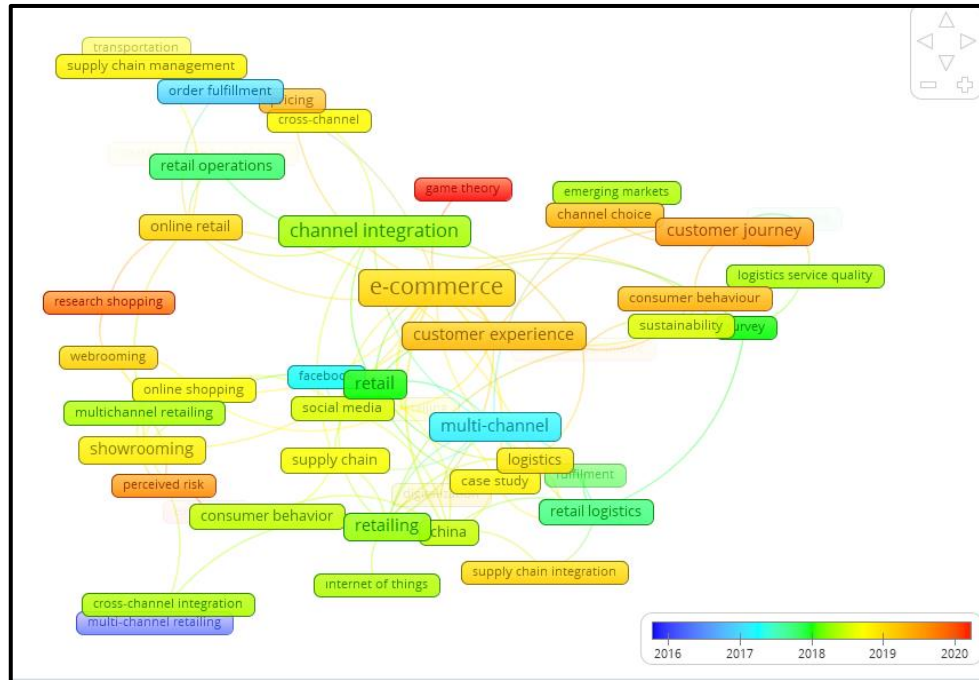 transportation
supply chain management
order fulfillment
pricing
cross-channel
retail operations
game theory
emerging markets
channel choice
online retail
channel integration
customer journey
logistics service quality
e-commerce
research shopping
consumer behaviour
sustainability
survey
customer experience
webrooming
facebook
retail
online shopping
social media
multichannel retailing
multi-channel
showrooming
supply chain
logistics
case study
fulfilment
perceived risk
consumer behavior
retailing
china
retail logistics
supply chain integration
internet of things
cross-channel integration
multi-channel retailing
2016 2017 2018 2019 2020